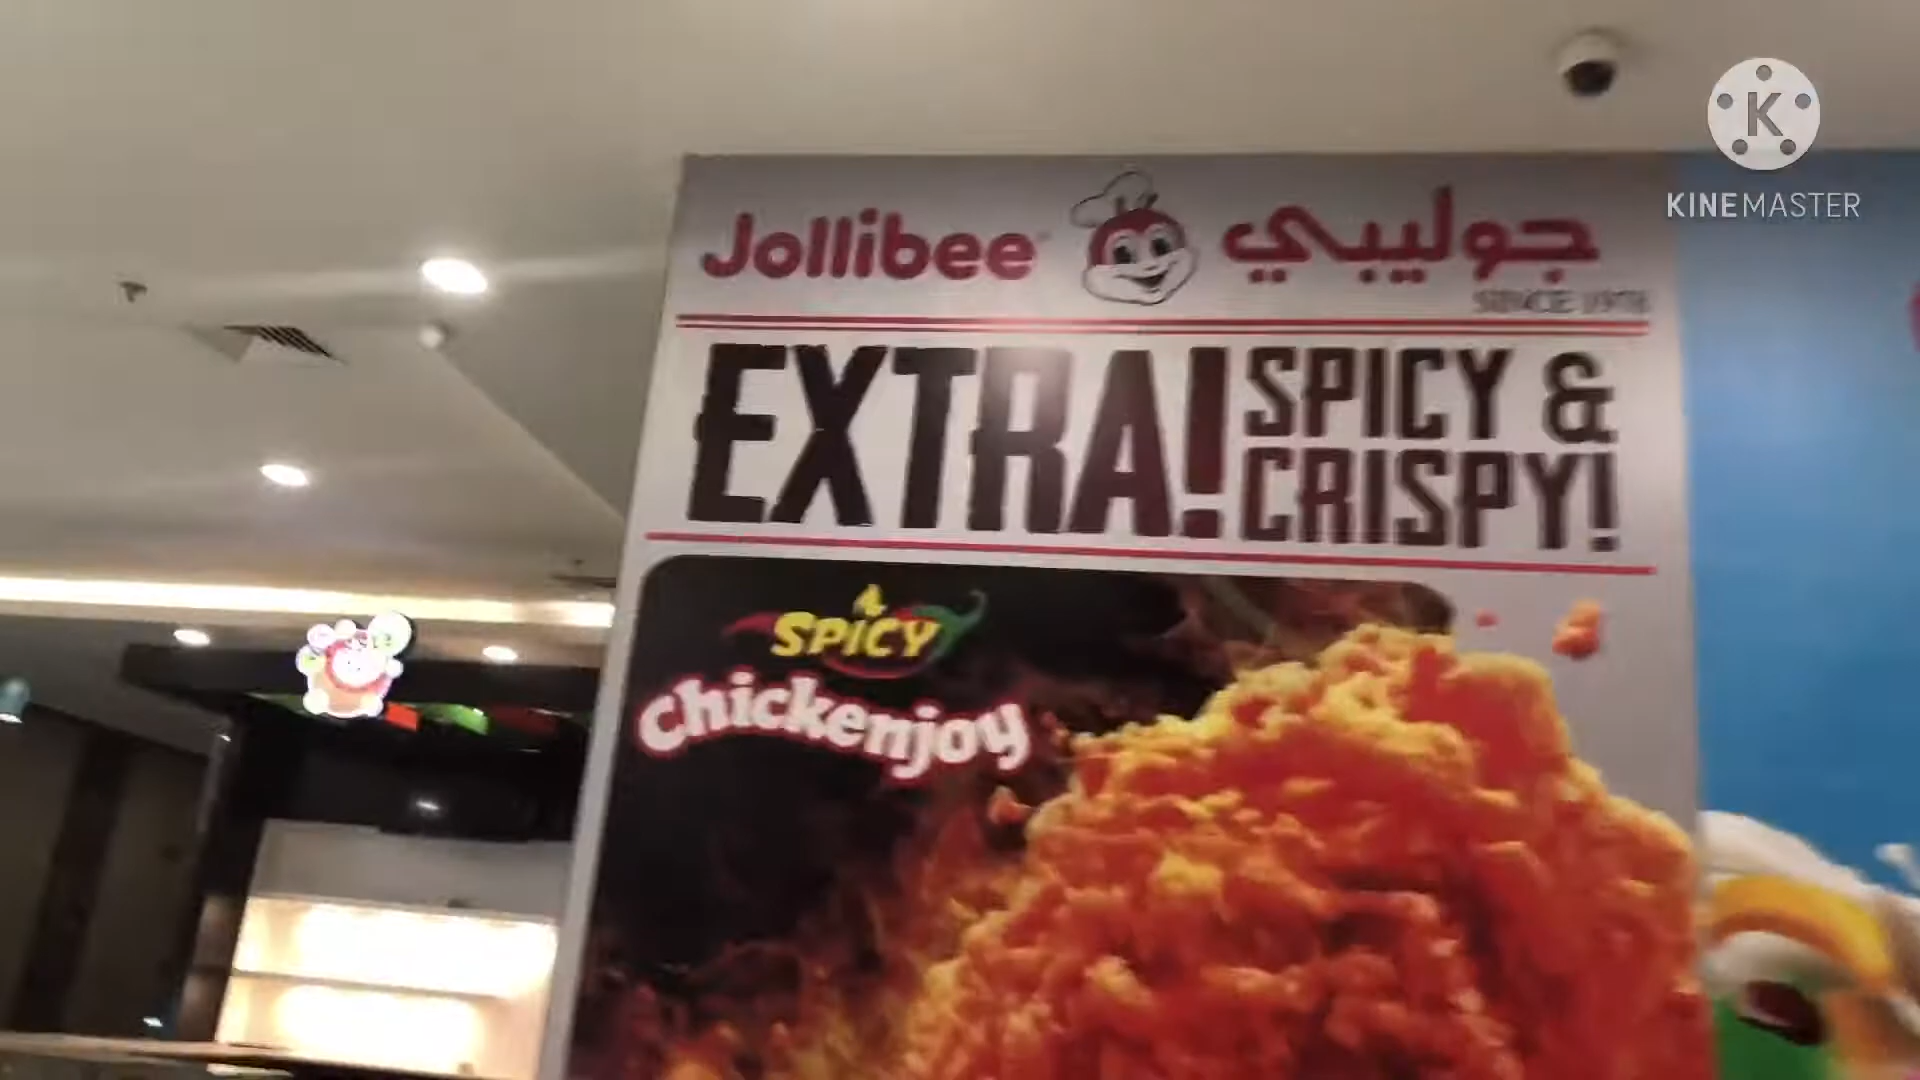 Jollibee جوليبي
SINCE 1978
EXTRA! SPICY &
CRISPY!
SPICY
Chickenjoy
K
KINEMASTER